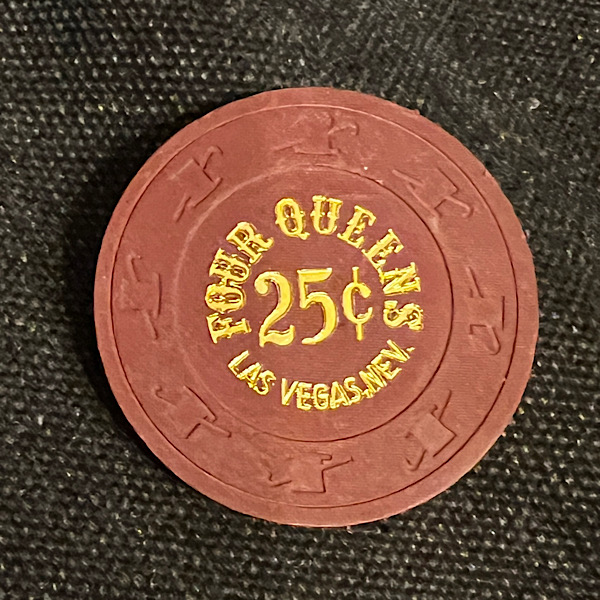 FOUR QUEENS
25¢
LAS VEGAS, NEV.